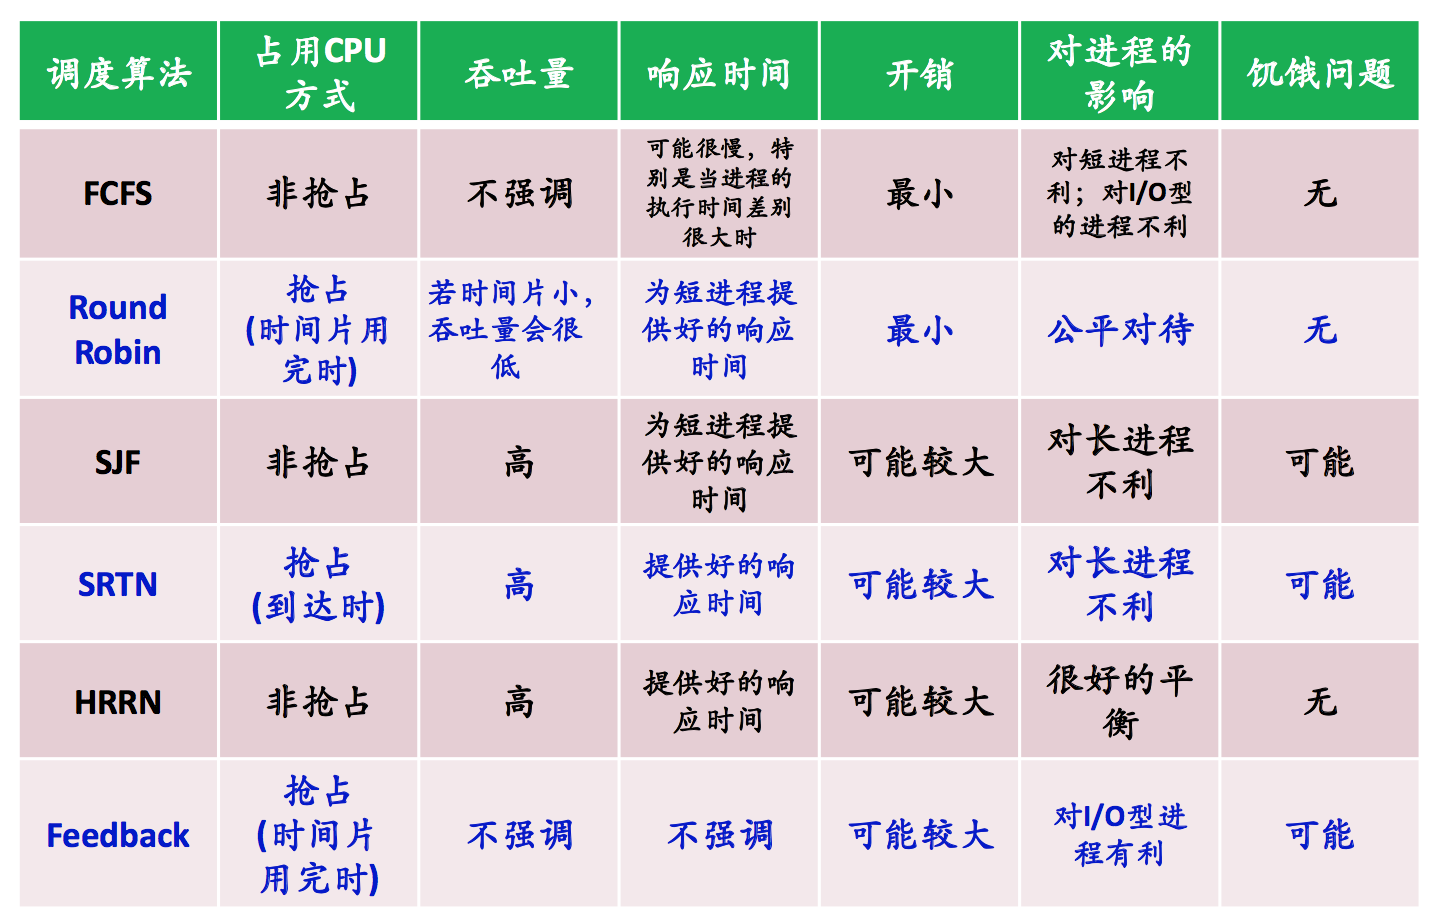 调度算法
占用CPU
方式
吞吐量
响应时间
开销
对进程的
影响
饥饿问题
FCFS
非抢占
不强调
可能很慢，特
别是当进程的
执行时间差别
很大时
最小
对短进程不
利；对I/O型
的进程不利
无
Round
Robin
抢占
(时间片用
完时)
若时间片小，
吞吐量会很
低
为短进程提
供好的响应
时间
最小
公平对待
无
SJF
非抢占
高
为短进程提
供好的响应
时间
可能较大
对长进程
不利
可能
SRTN
抢占
(到达时)
高
提供好的响
应时间
可能较大
对长进程
不利
可能
HRRN
非抢占
高
提供好的响
应时间
可能较大
很好的平
衡
无
Feedback
抢占
(时间片
用完时)
不强调
不强调
可能较大
对I/O型进
程有利
可能